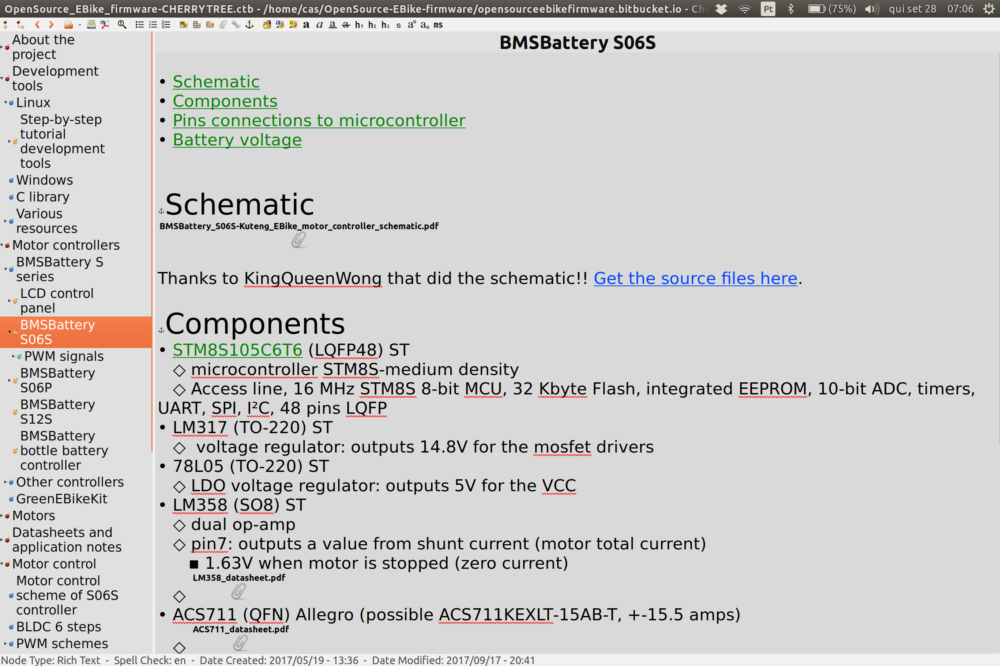 OpenSource_EBike_firmware-CHERRYTREE.ctb - /home/cas/OpenSource-EBike-firmware/opensourceebikefirmware.bitbucket.io - Che
Pt
(75%)
qui set 28
07:06
a a a a h1 h2 h3 s as as ms
About the
project
Development
tools
Linux
Step-by-step
tutorial
development
tools
Windows
C library
Various
resources
Motor controllers
BMSBattery S
series
LCD control
panel
BMSBattery
S06S
PWM signals
BMSBattery
S06P
BMSBattery
S12S
BMSBattery
bottle battery
controller
Other controllers
GreenEBikeKit
Motors
Datasheets and
application notes
Motor control
Motor control
scheme of S06S
controller
BLDC 6 steps
PWM schemes
BMSBattery S06S
• Schematic
• Components
• Pins connections to microcontroller
• Battery voltage
Schematic
BMSBattery_S06S-Kuteng_EBike_motor_controller_schematic.pdf
Thanks to KingQueenWong that did the schematic!! Get the source files here.
Components
• STM8S105C6T6 (LQFP48) ST
◇ microcontroller STM8S-medium density
◇ Access line, 16 MHz STM8S 8-bit MCU, 32 Kbyte Flash, integrated EEPROM, 10-bit ADC, timers,
UART, SPI, I²C, 48 pins LQFP
• LM317 (TO-220) ST
◇ voltage regulator: outputs 14.8V for the mosfet drivers
• 78L05 (TO-220) ST
◇ LDO voltage regulator: outputs 5V for the VCC
• LM358 (SO8) ST
◇ dual op-amp
◇ pin7: outputs a value from shunt current (motor total current)
▪ 1.63V when motor is stopped (zero current)
LM358_datasheet.pdf
◇
• ACS711 (QFN) Allegro (possible ACS711KEXLT-15AB-T, +-15.5 amps)
ACS711_datasheet.pdf
◇
Node Type: Rich Text - Spell Check: en - Date Created: 2017/05/19 - 13:36 - Date Modified: 2017/09/17 - 20:41